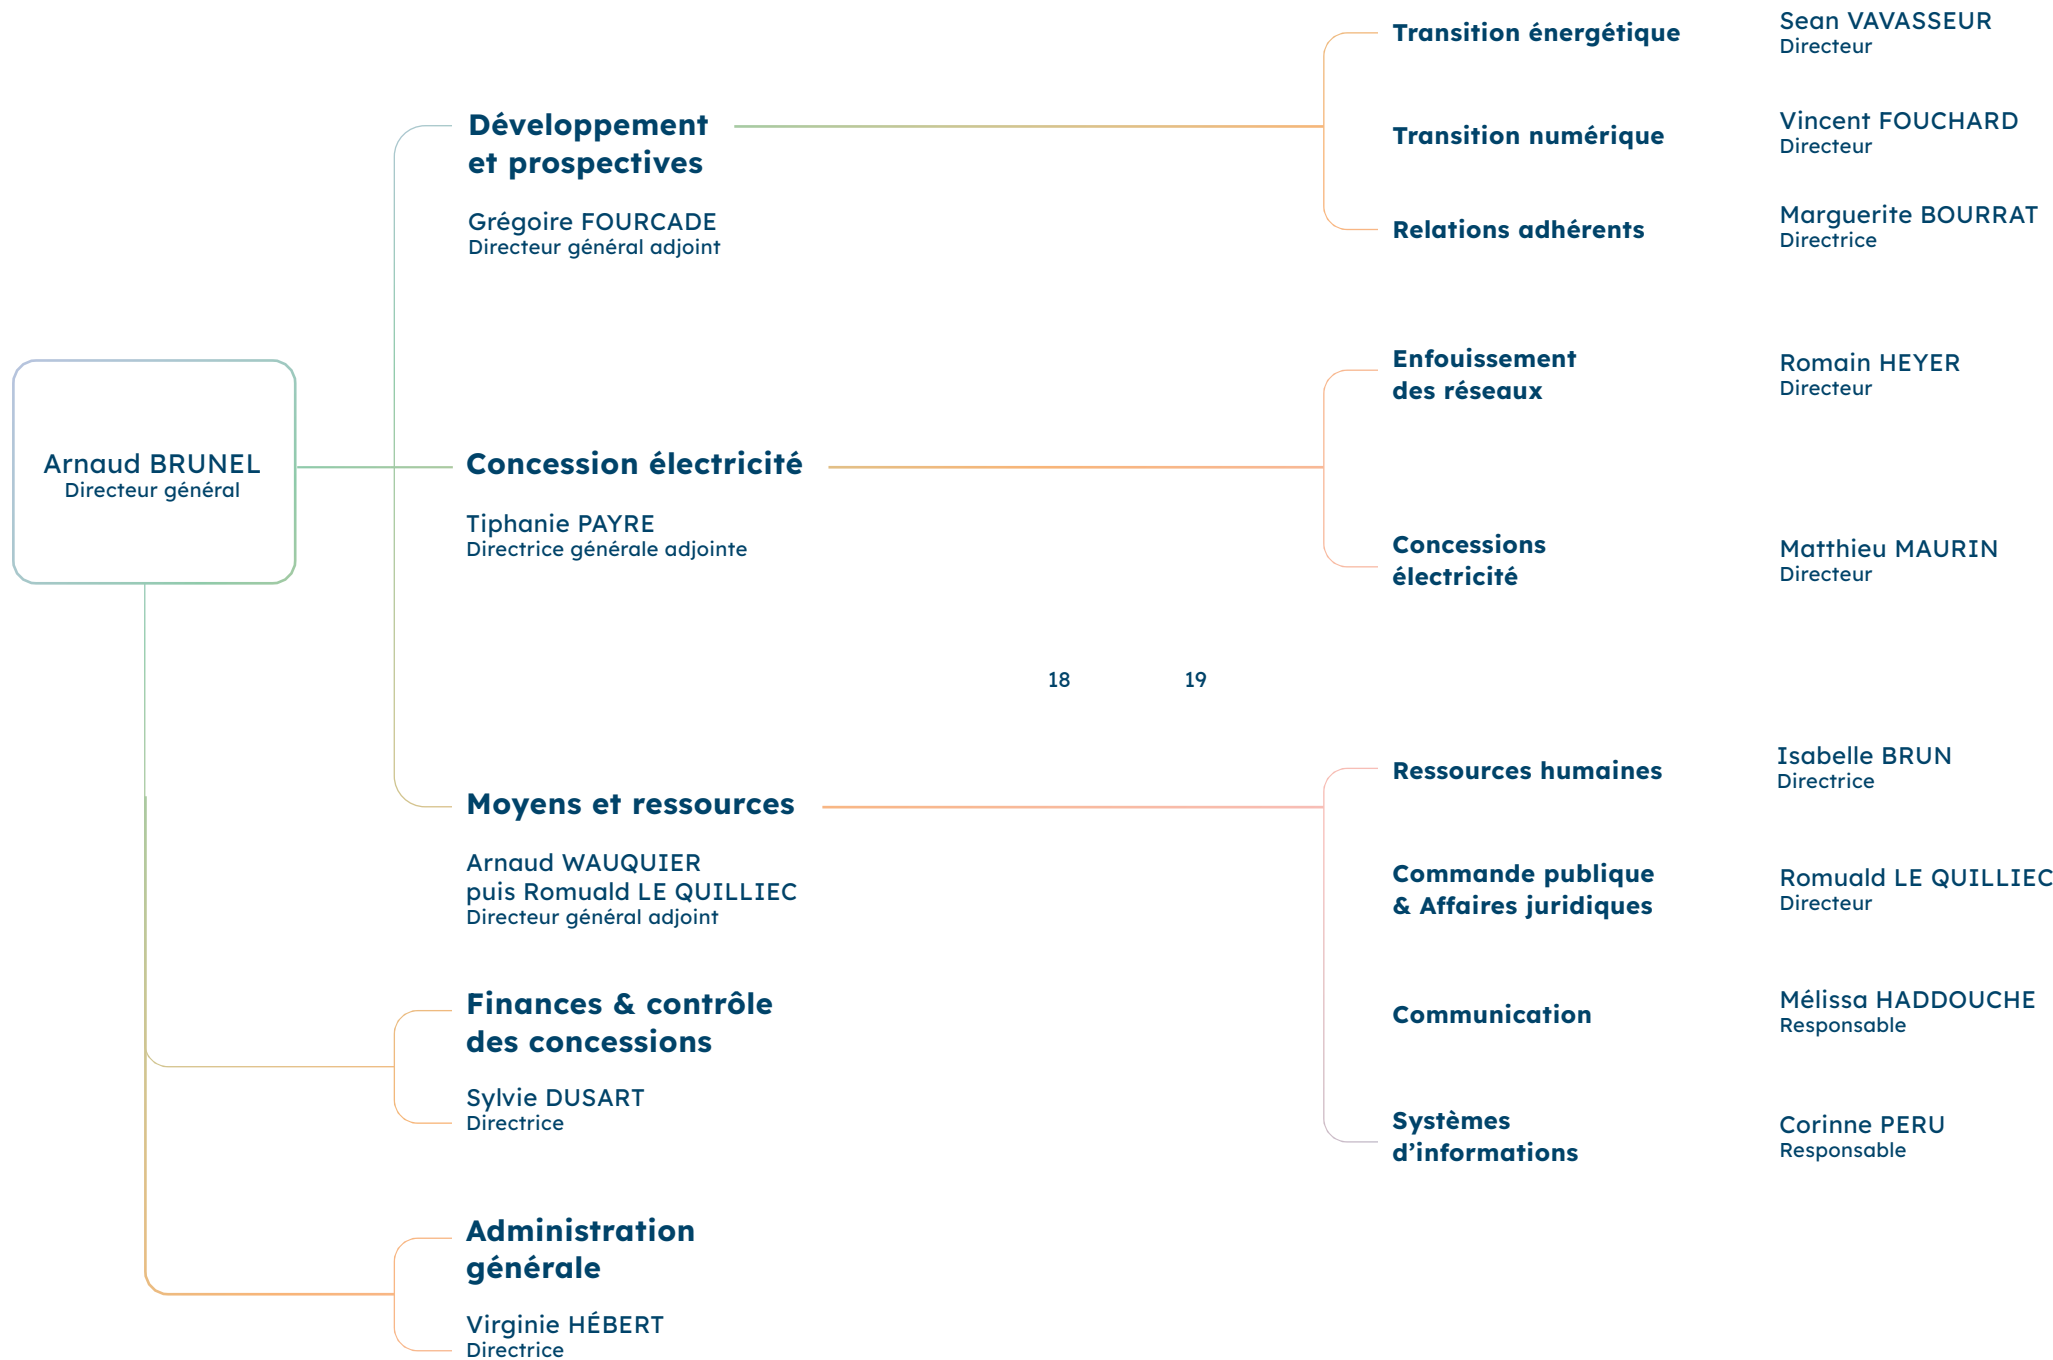 Arnaud BRUNEL
Directeur général
Développement
et prospectives
Grégoire FOURCADE
Directeur général adjoint
Transition énergétique
Sean VAVASSEUR
Directeur
Transition numérique
Vincent FOUCHARD
Directeur
Relations adhérents
Marguerite BOURRAT
Directrice
Concession électricité
Tiphanie PAYRE
Directrice générale adjointe
Enfouissement
des réseaux
Romain HEYER
Directeur
Concessions
électricité
Matthieu MAURIN
Directeur
18
19
Moyens et ressources
Arnaud WAUQUIER
puis Romuald LE QUILLIEC
Directeur général adjoint
Ressources humaines
Isabelle BRUN
Directrice
Commande publique
& Affaires juridiques
Romuald LE QUILLIEC
Directeur
Communication
Mélissa HADDOUCHE
Responsable
Systèmes
d’informations
Corinne PERU
Responsable
Finances & contrôle
des concessions
Sylvie DUSART
Directrice
Administration
générale
Virginie HÉBERT
Directrice